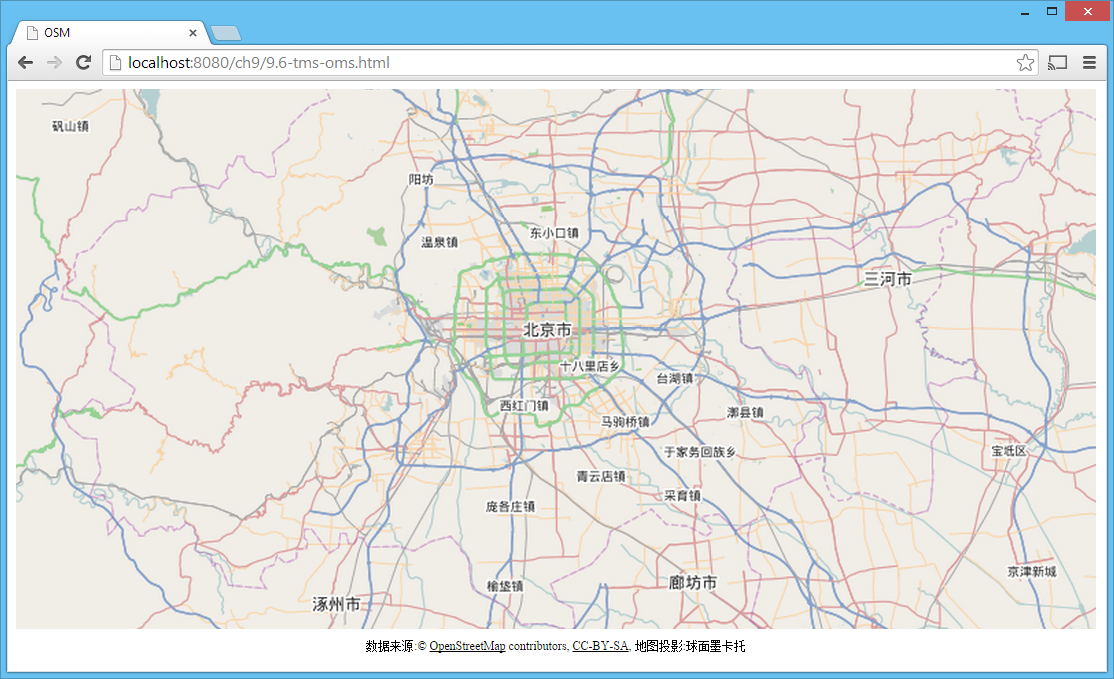 OSM
localhost:8080/ch9/9.6-tms-oms.html
矾山镇
阳坊
东小口镇
温泉镇
三河市
北京市
十八里店乡
台湖镇
西红门镇
漷县镇
马驹桥镇
于家务回族乡
宝坻区
青云店镇
采育镇
庞各庄镇
京津新城
廊坊市
榆垡镇
涿州市
数据来源:© OpenStreetMap contributors, CC-BY-SA, 地图投影:球面墨卡托